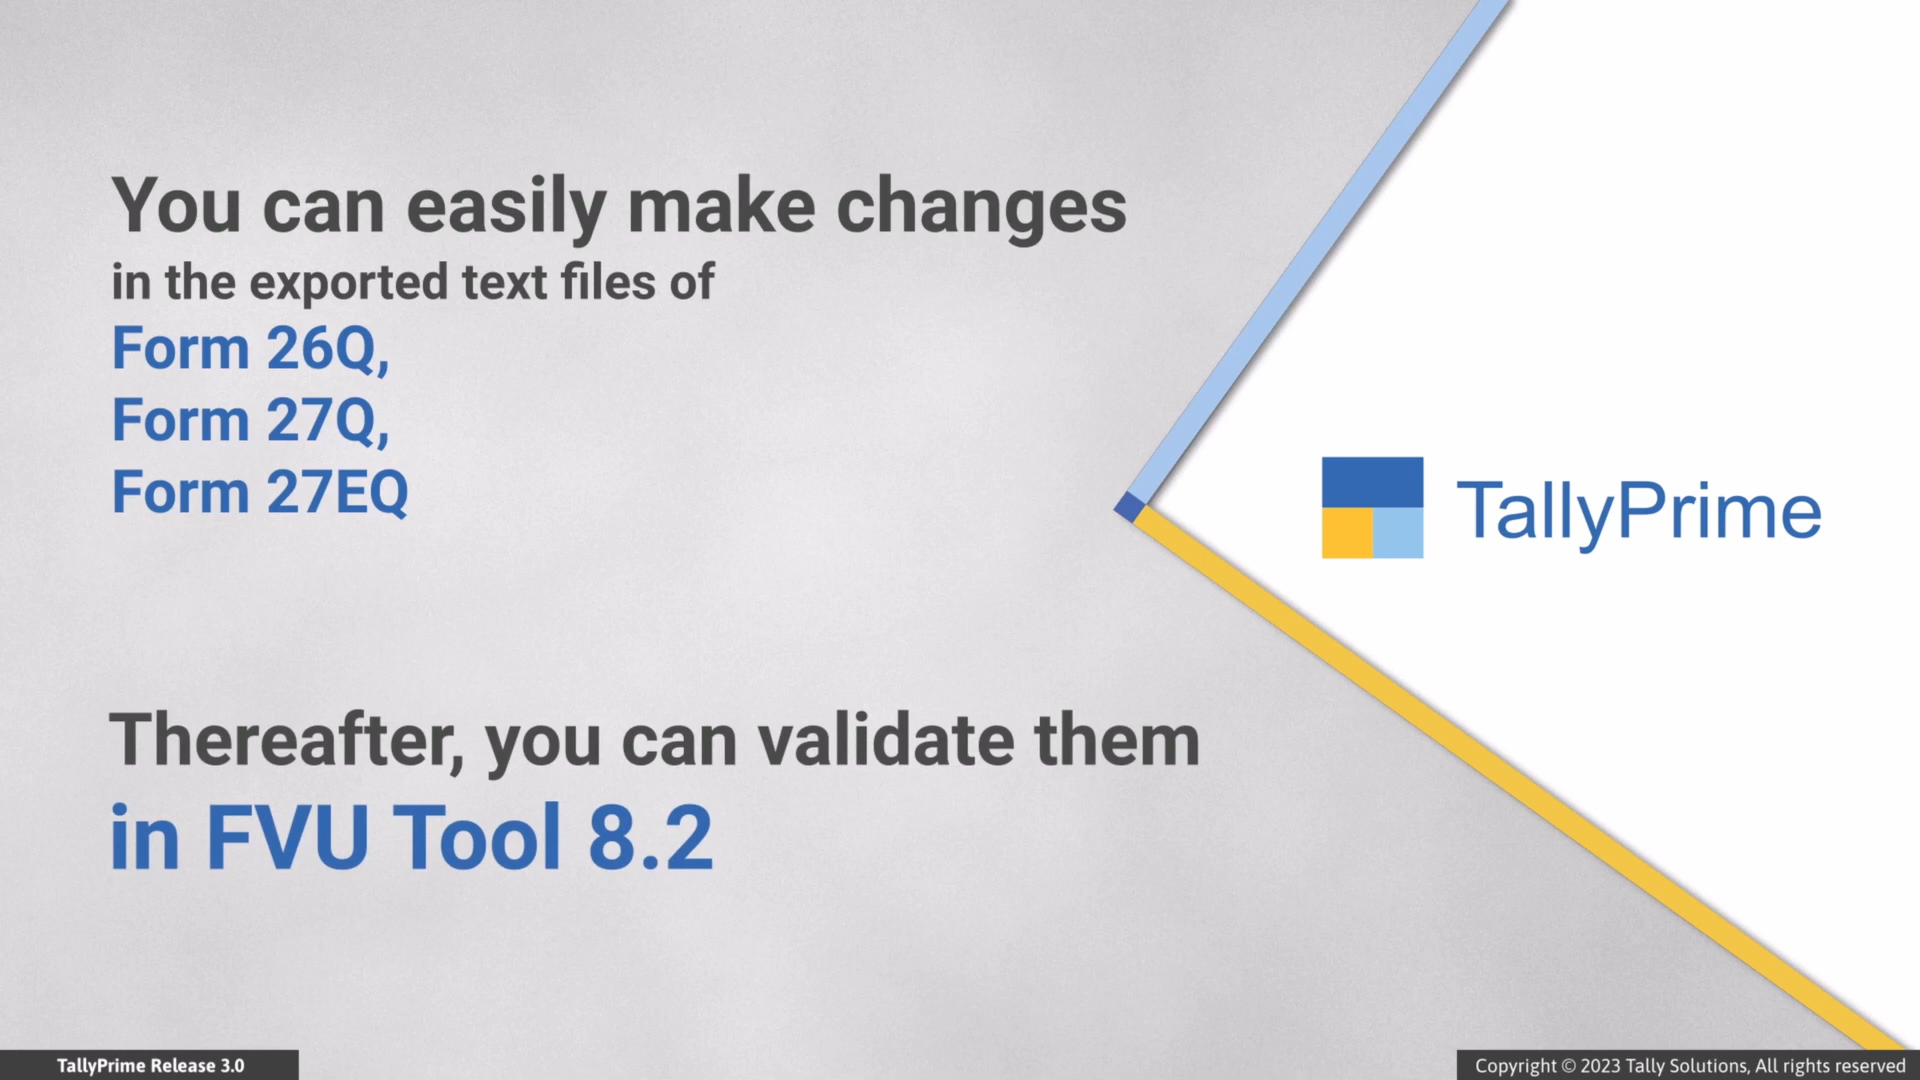 You can easily make changes
in the exported text files of
Form 26Q,
Form 27Q,
Form 27EQ
TallyPrime
Thereafter, you can validate them
in FVU Tool 8.2
TallyPrime Release 3.0
Copyright © 2023 Tally Solutions, All rights reserved